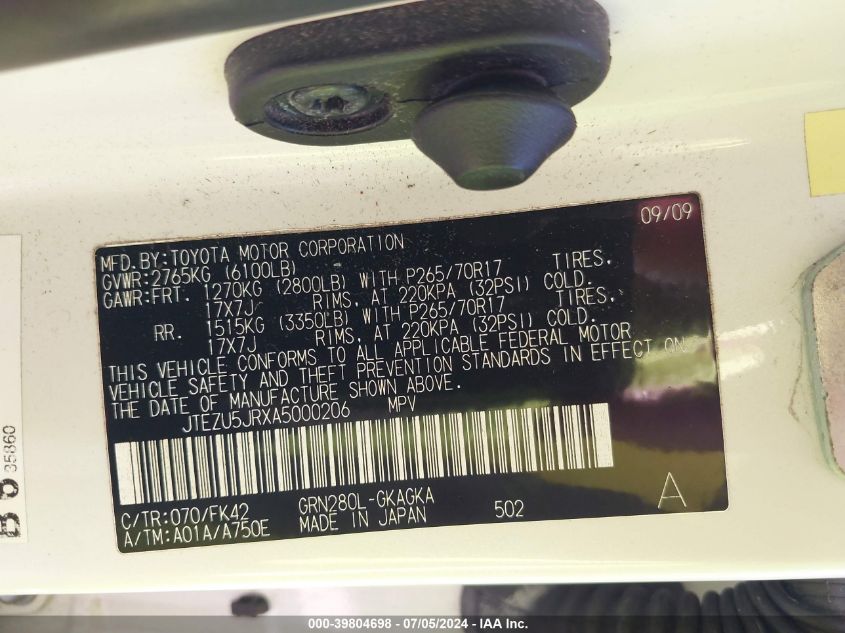 09/09
MFD.BY:TOYOTA MOTOR CORPORATION
GVWR:2765KG (6100LB)
GAWR:FRT. 1270KG (2800LB) WITH P265/70R17 TIRES.
17X7J RIMS, AT 220KPA (32PSI) COLD.
RR. 1515KG (3350LB) WITH P265/70R17 TIRES,
17X7J RIMS, AT 220KPA (32PSI) COLD.
THIS VEHICLE CONFORMS TO ALL APPLICABLE FEDERAL MOTOR
VEHICLE SAFETY AND THEFT PREVENTION STANDARDS IN EFFECT ON
THE DATE OF MANUFACTURE SHOWN ABOVE.
JTEZU5JRXA5000206 MPV
C/TR:070/FK42 GRN280L-GKAGKA
A/TM:A01A/A750E MADE IN JAPAN 502 A
35860
000-39804698 - 07/05/2024 - IAA Inc.